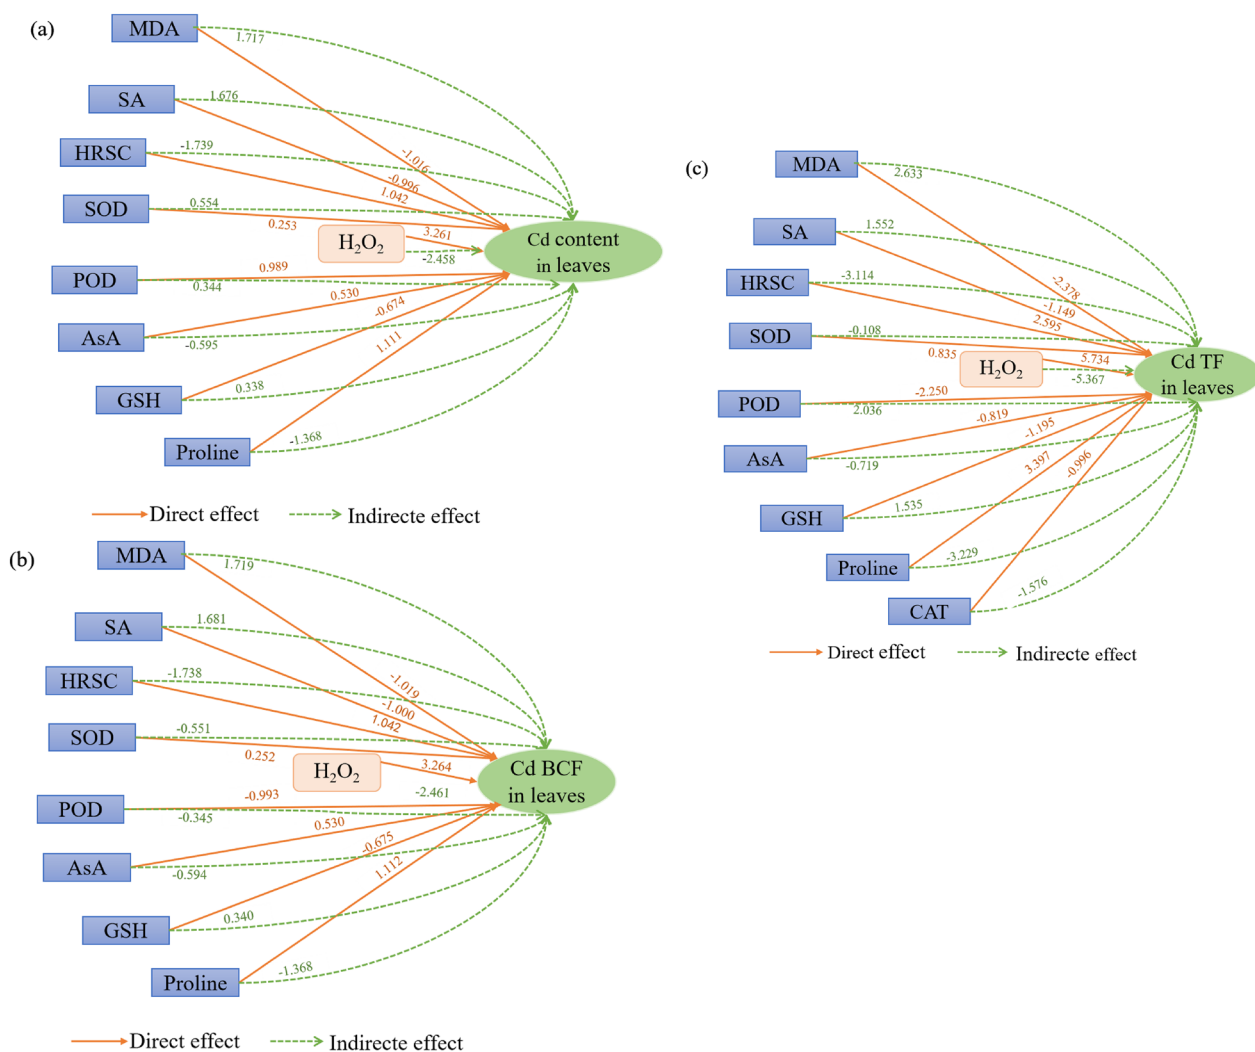 (a)
MDA
1.717
SA
1.676
-1.016
HRSC
-1.739
-0.996
1.042
SOD
0.554
0.253
H₂O₂
3.261
-2.458
Cd content
in leaves
POD
0.989
0.344
AsA
0.530
-0.595
-0.674
1.111
GSH
0.338
Proline
-1.368
Direct effect
Indirecte effect
(b)
MDA
1.719
SA
1.681
HRSC
-1.738
-1.019
-1.000
1.042
SOD
-0.551
0.252
H₂O₂
3.264
-2.461
Cd BCF
in leaves
POD
-0.993
-0.345
AsA
0.530
-0.594
-0.675
1.112
GSH
0.340
Proline
-1.368
Direct effect
Indirecte effect
(c)
MDA
2.633
SA
1.552
HRSC
-3.114
-2.378
-1.149
2.595
SOD
-0.108
0.835
H₂O₂
5.734
-5.367
Cd TF
in leaves
POD
-2.250
2.036
AsA
-0.819
-0.719
-1.195
3.397
-0.996
GSH
1.535
Proline
-3.229
CAT
-1.576
Direct effect
Indirecte effect